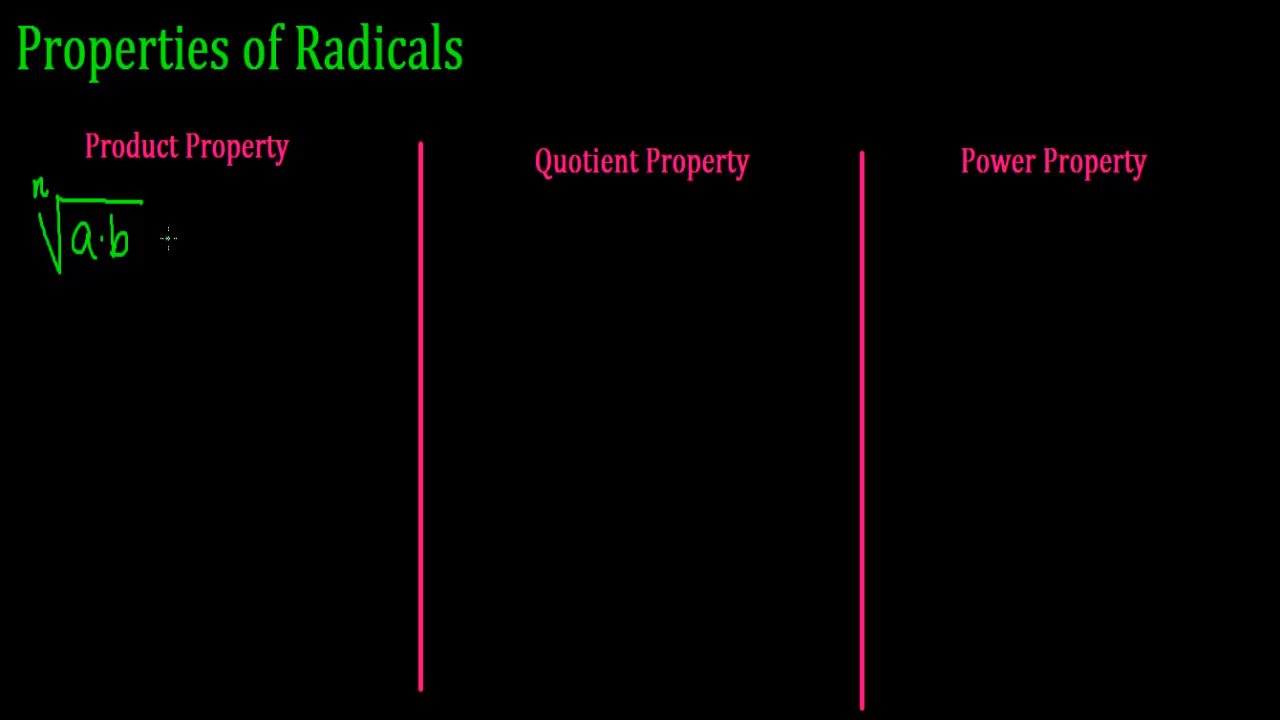 Properties of Radicals
Product Property
ⁿ√a·b
Quotient Property
Power Property